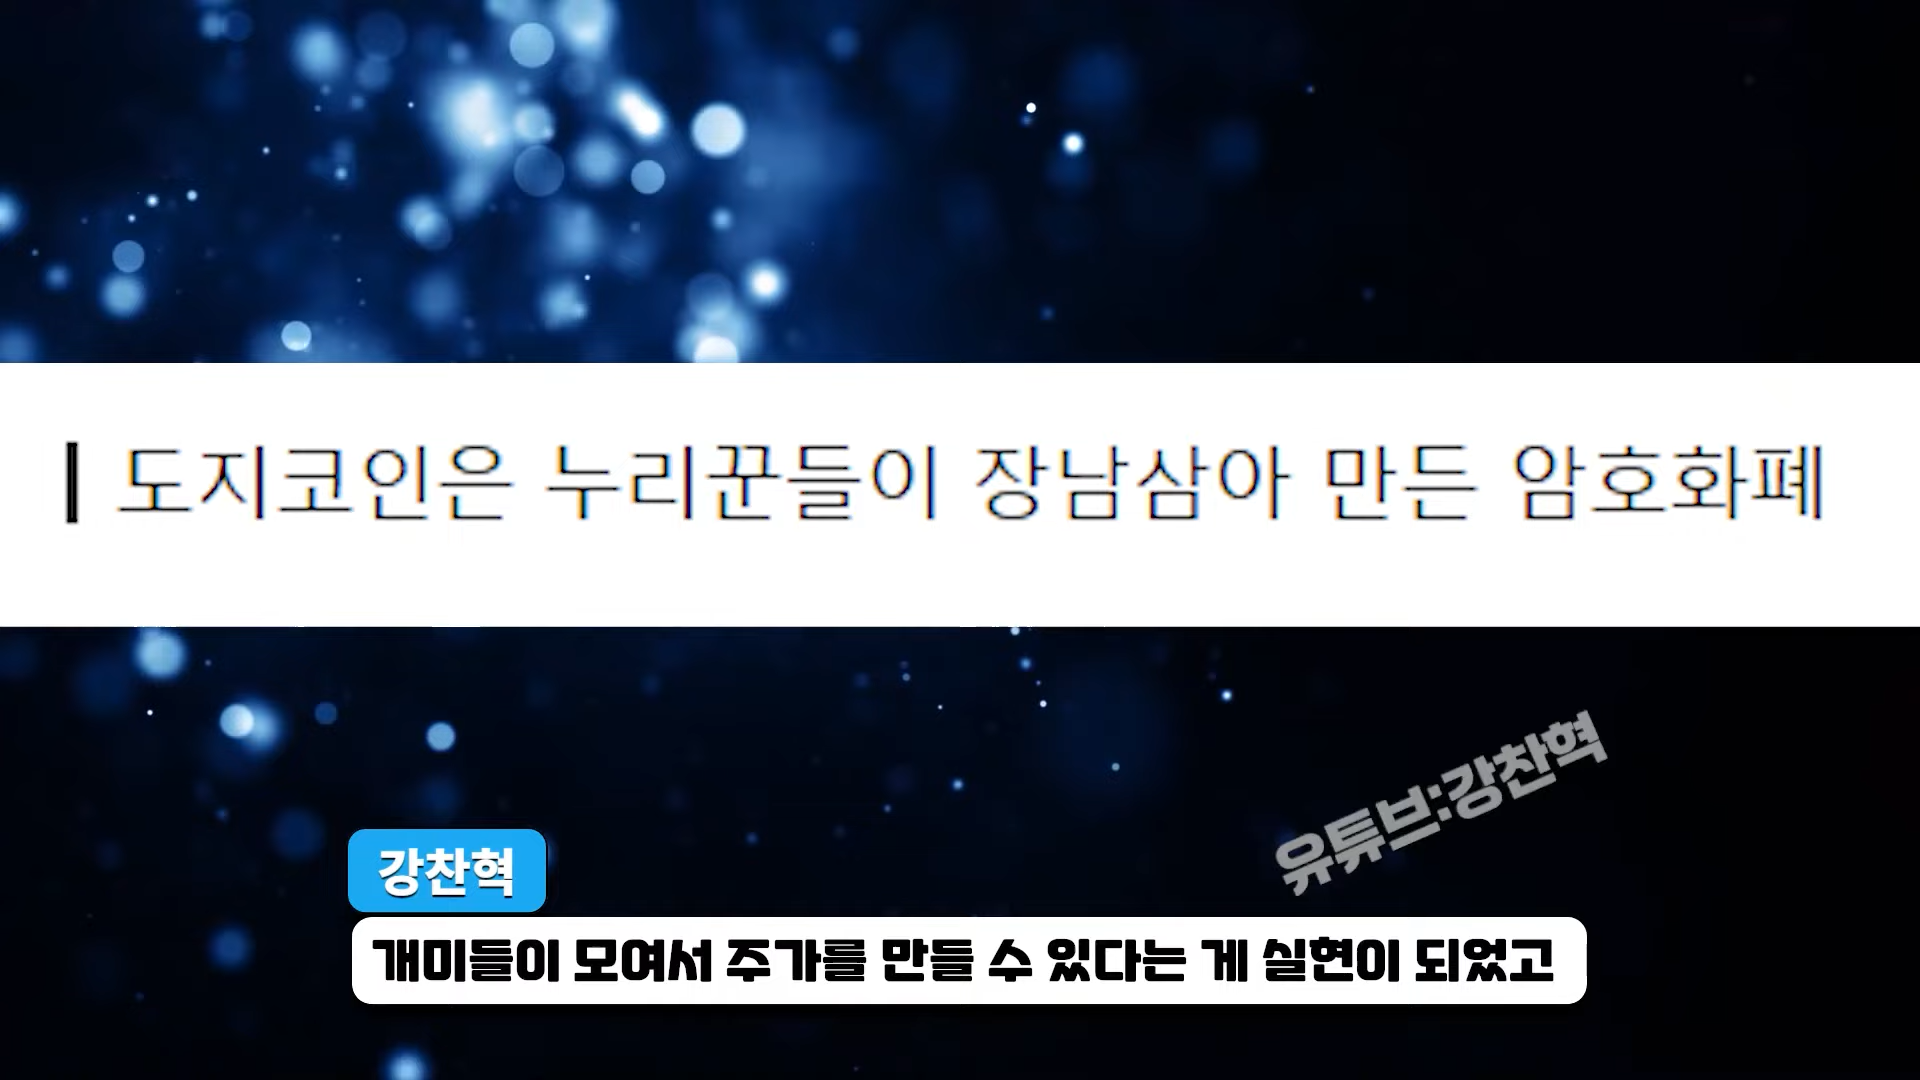 도지코인은 누리꾼들이 장남삼아 만든 암호화폐
유튜브:강찬혁
강찬혁
개미들이 모여서 주가를 만들 수 있다는 게 실현이 되었고